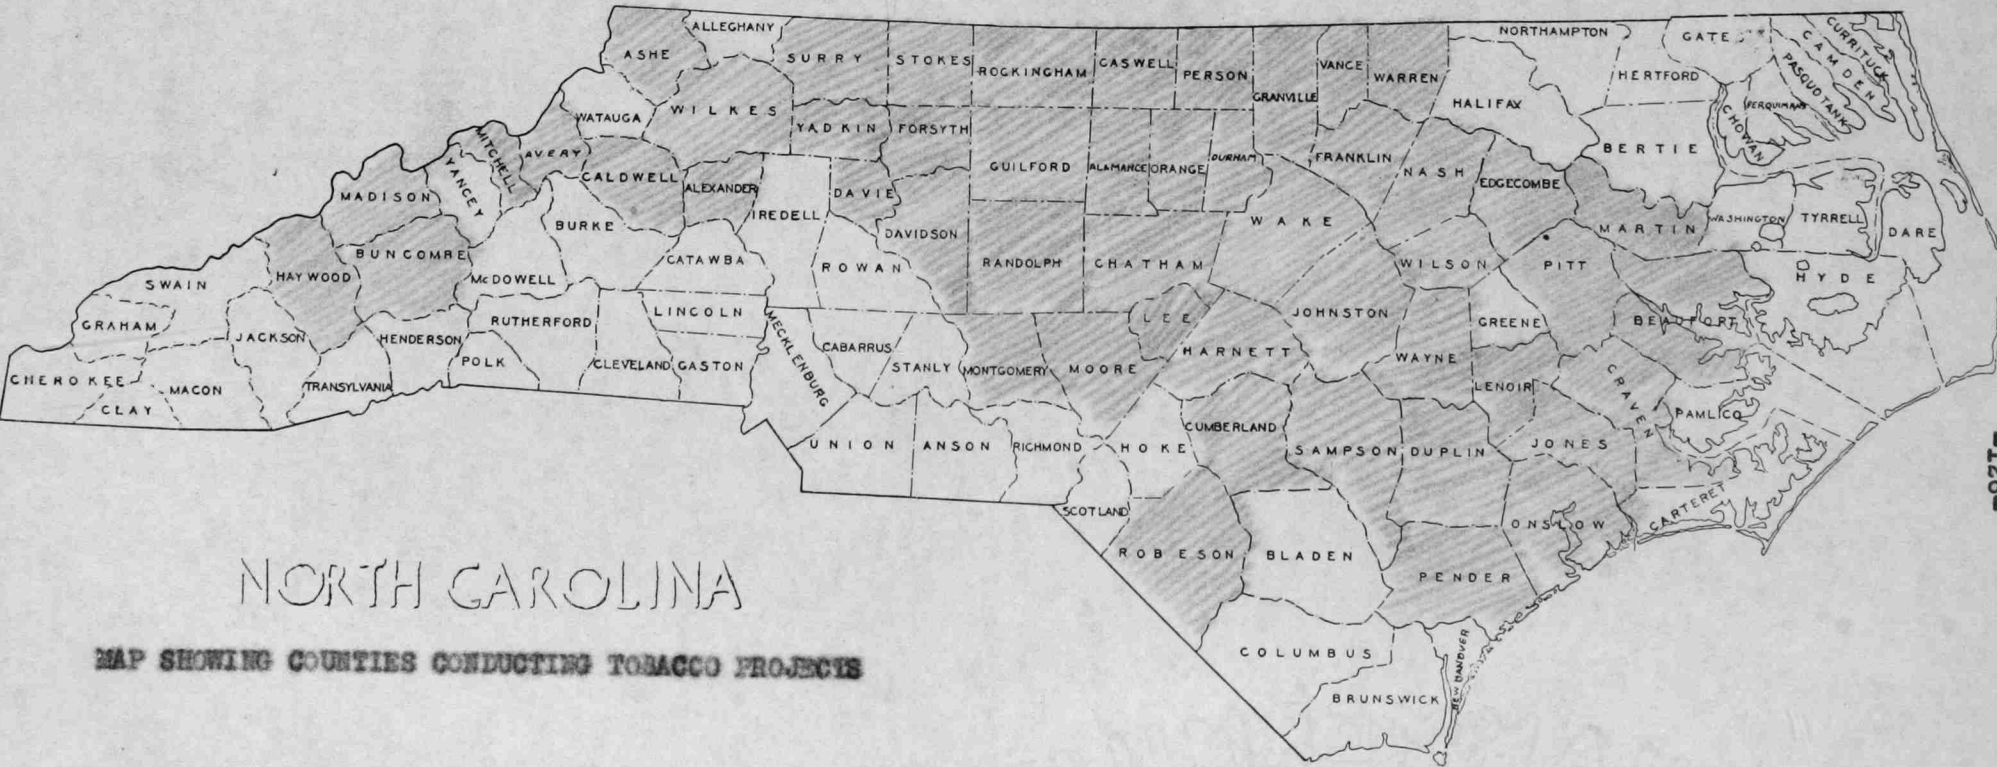 ALLEGHANY
NORTHAMPTON
GATES
CURRITUCK
CAMDEN
ASHE
SURRY
STOKES
ROCKINGHAM
CASWELL
PERSON
VANCE
WARREN
HERTFORD
PASQUOTANK
GRANVILLE
HALIFAX
PERQUIMANS
CHOWAN
WATAUGA
WILKES
YADKIN
FORSYTH
MITCHELL
AVERY
YANCEY
CALDWELL
ALEXANDER
GUILFORD
ALAMANCE
ORANGE
DURHAM
FRANKLIN
NASH
EDGECOMBE
BERTIE
MADISON
BURKE
IREDELL
DAVIE
DAVIDSON
WAKE
MARTIN
WASHINGTON
TYRRELL
DARE
BUNCOMBE
HAYWOOD
McDOWELL
CATAWBA
ROWAN
RANDOLPH
CHATHAM
WILSON
PITT
HYDE
SWAIN
GRAHAM
JACKSON
HENDERSON
RUTHERFORD
LINCOLN
MECKLENBURG
CABARRUS
LEE
HARNETT
JOHNSTON
GREENE
BEAUFORT
CHEROKEE
MACON
CLAY
TRANSYLVANIA
POLK
CLEVELAND
GASTON
STANLY
MONTGOMERY
MOORE
WAYNE
LENOIR
CRAVEN
PAMLICO
UNION
ANSON
RICHMOND
HOKE
CUMBERLAND
SAMPSON
DUPLIN
JONES
SCOTLAND
CARTERET
ONSLOW
ROBESON
BLADEN
PENDER
COLUMBUS
BRUNSWICK
NEW HANOVER
NORTH CAROLINA
MAP SHOWING COUNTIES CONDUCTING TOBACCO PROJECTS